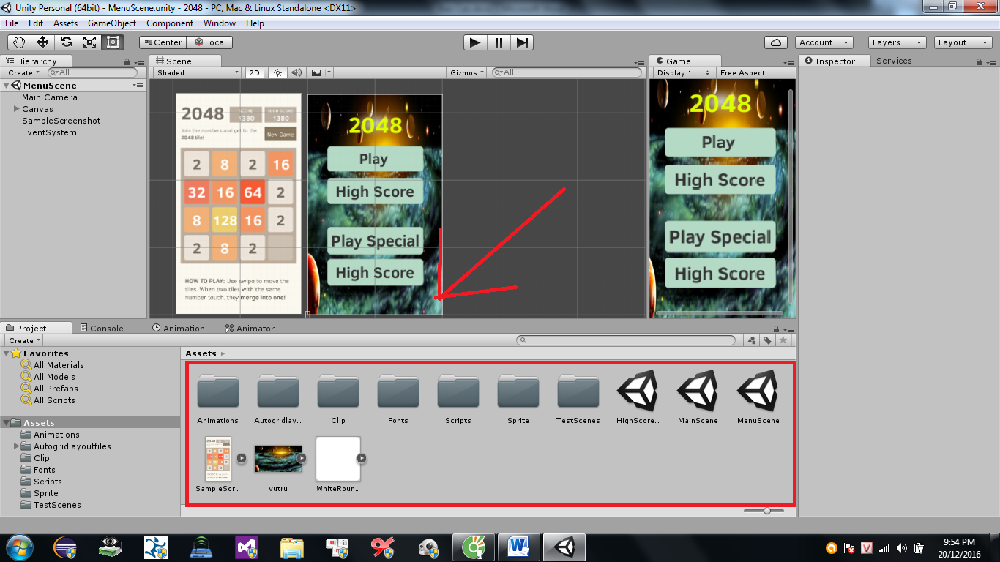 Unity Personal (64bit) - MenuScene.unity - 2048 - PC, Mac & Linux Standalone <DX11>
File Edit Assets GameObject Component Window Help
Center Local Account Layers Layout
Hierarchy
Create All
MenuScene
Main Camera
Canvas
SampleScreenshot
EventSystem
Scene
Shaded 2D Gizmos All
2048
SCORE
1380
HIGH SCORE
1380
Join the numbers and get to the
2048 tile!
New Game
2 8 2 16
32 16 64 2
8 128 16 2
2 8 2
HOW TO PLAY: Use swipe to move the
tiles. When two tiles with the same
number touch, they merge into one!
2048
Play
High Score
Play Special
High Score
Game
Display 1 Free Aspect
2048
Play
High Score
Play Special
High Score
Inspector Services
Project Console Animation Animator
Create
Favorites
All Materials
All Models
All Prefabs
All Scripts
Assets
Animations
Autogridlayoutfiles
Clip
Fonts
Scripts
Sprite
TestScenes
Assets
Animations Autogridlay... Clip Fonts Scripts Sprite TestScenes HighScore... MainScene MenuScene
SampleScr... vutru WhiteRoun...
9:54 PM
20/12/2016